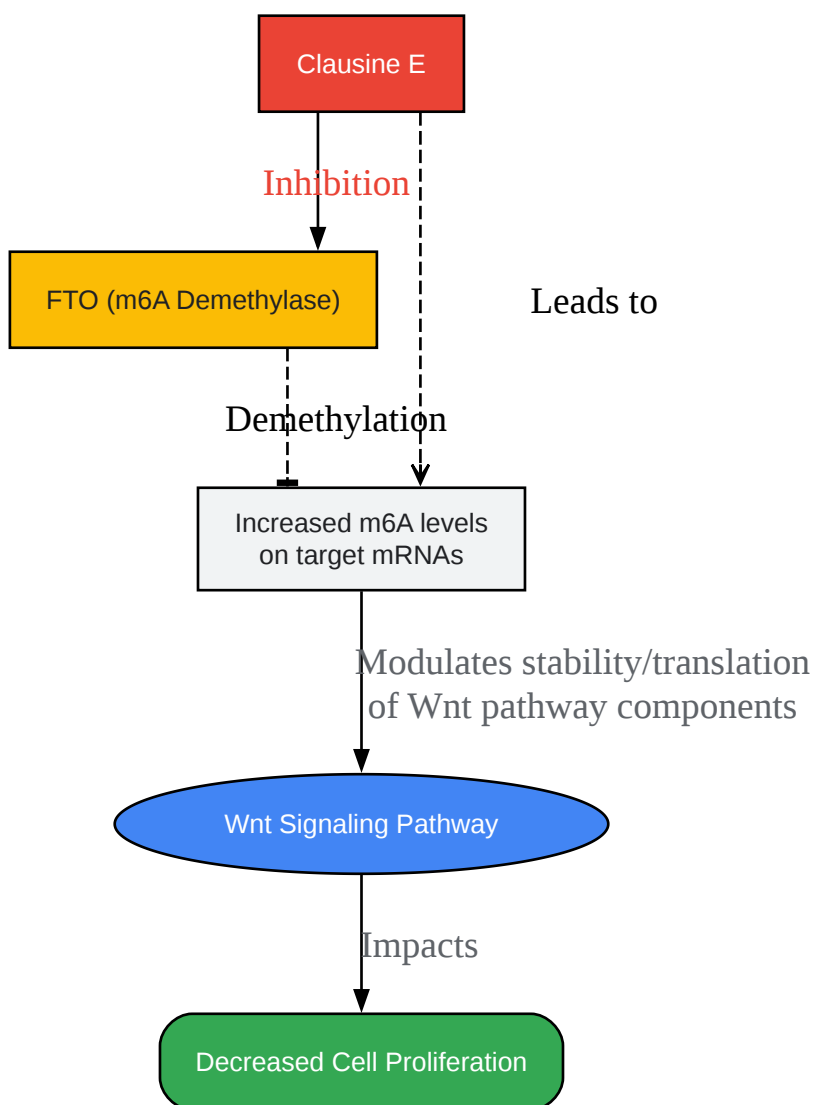 Clausine E
Inhibition
FTO (m6A Demethylase)
Leads to
Demethylation
Increased m6A levels
on target mRNAs
Modulates stability/translation
of Wnt pathway components
Wnt Signaling Pathway
Impacts
Decreased Cell Proliferation